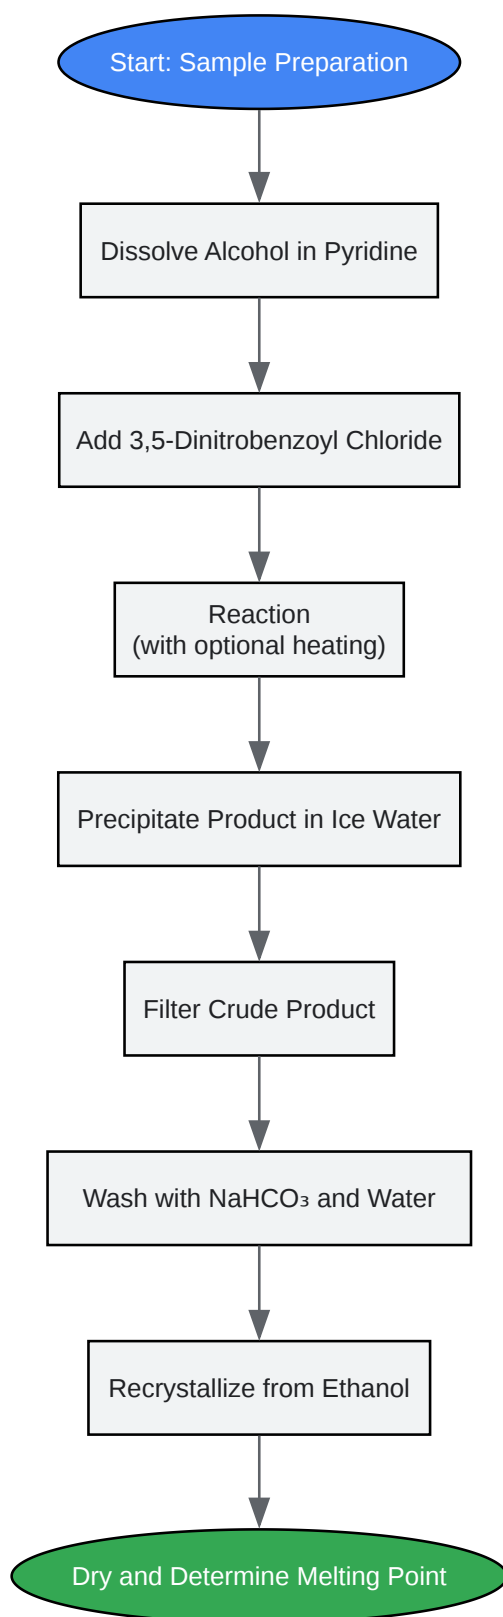 Start: Sample Preparation
Dissolve Alcohol in Pyridine
Add 3,5-Dinitrobenzoyl Chloride
Reaction
(with optional heating)
Precipitate Product in Ice Water
Filter Crude Product
Wash with NaHCO₃ and Water
Recrystallize from Ethanol
Dry and Determine Melting Point